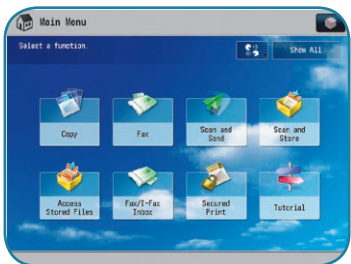 Main Menu
Select a function.
Show All
Copy
Fax
Scan and
Send
Scan and
Store
Access
Stored Files
Fax/I-Fax
Inbox
Secured
Print
Tutorial